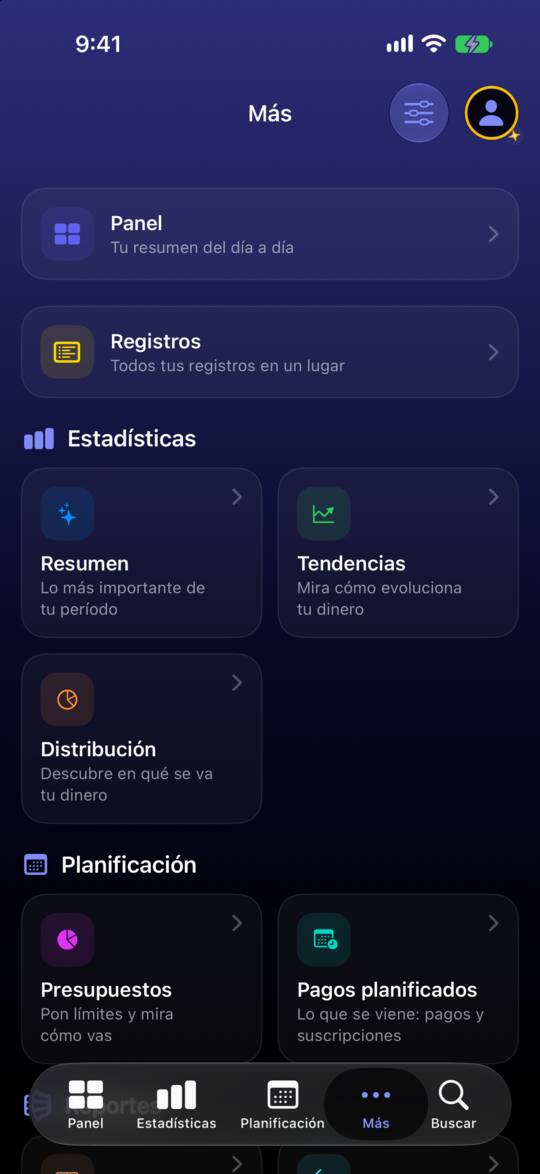 9:41
Más
Panel
Tu resumen del día a día
Registros
Todos tus registros en un lugar
Estadísticas
Resumen
Lo más importante de
tu período
Tendencias
Mira cómo evoluciona
tu dinero
Distribución
Descubre en qué se va
tu dinero
Planificación
Presupuestos
Pon límites y mira
cómo vas
Pagos planificados
Lo que se viene: pagos y
suscripciones
Reportes
Panel
Estadísticas
Planificación
Más
Buscar